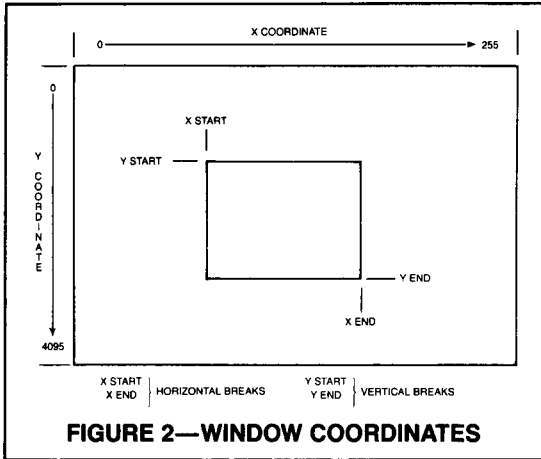 X COORDINATE
0 255
0
X START
Y START
Y COORDINATE
Y END
X END
4095
X START
X END
HORIZONTAL BREAKS
Y START
Y END
VERTICAL BREAKS
FIGURE 2—WINDOW COORDINATES